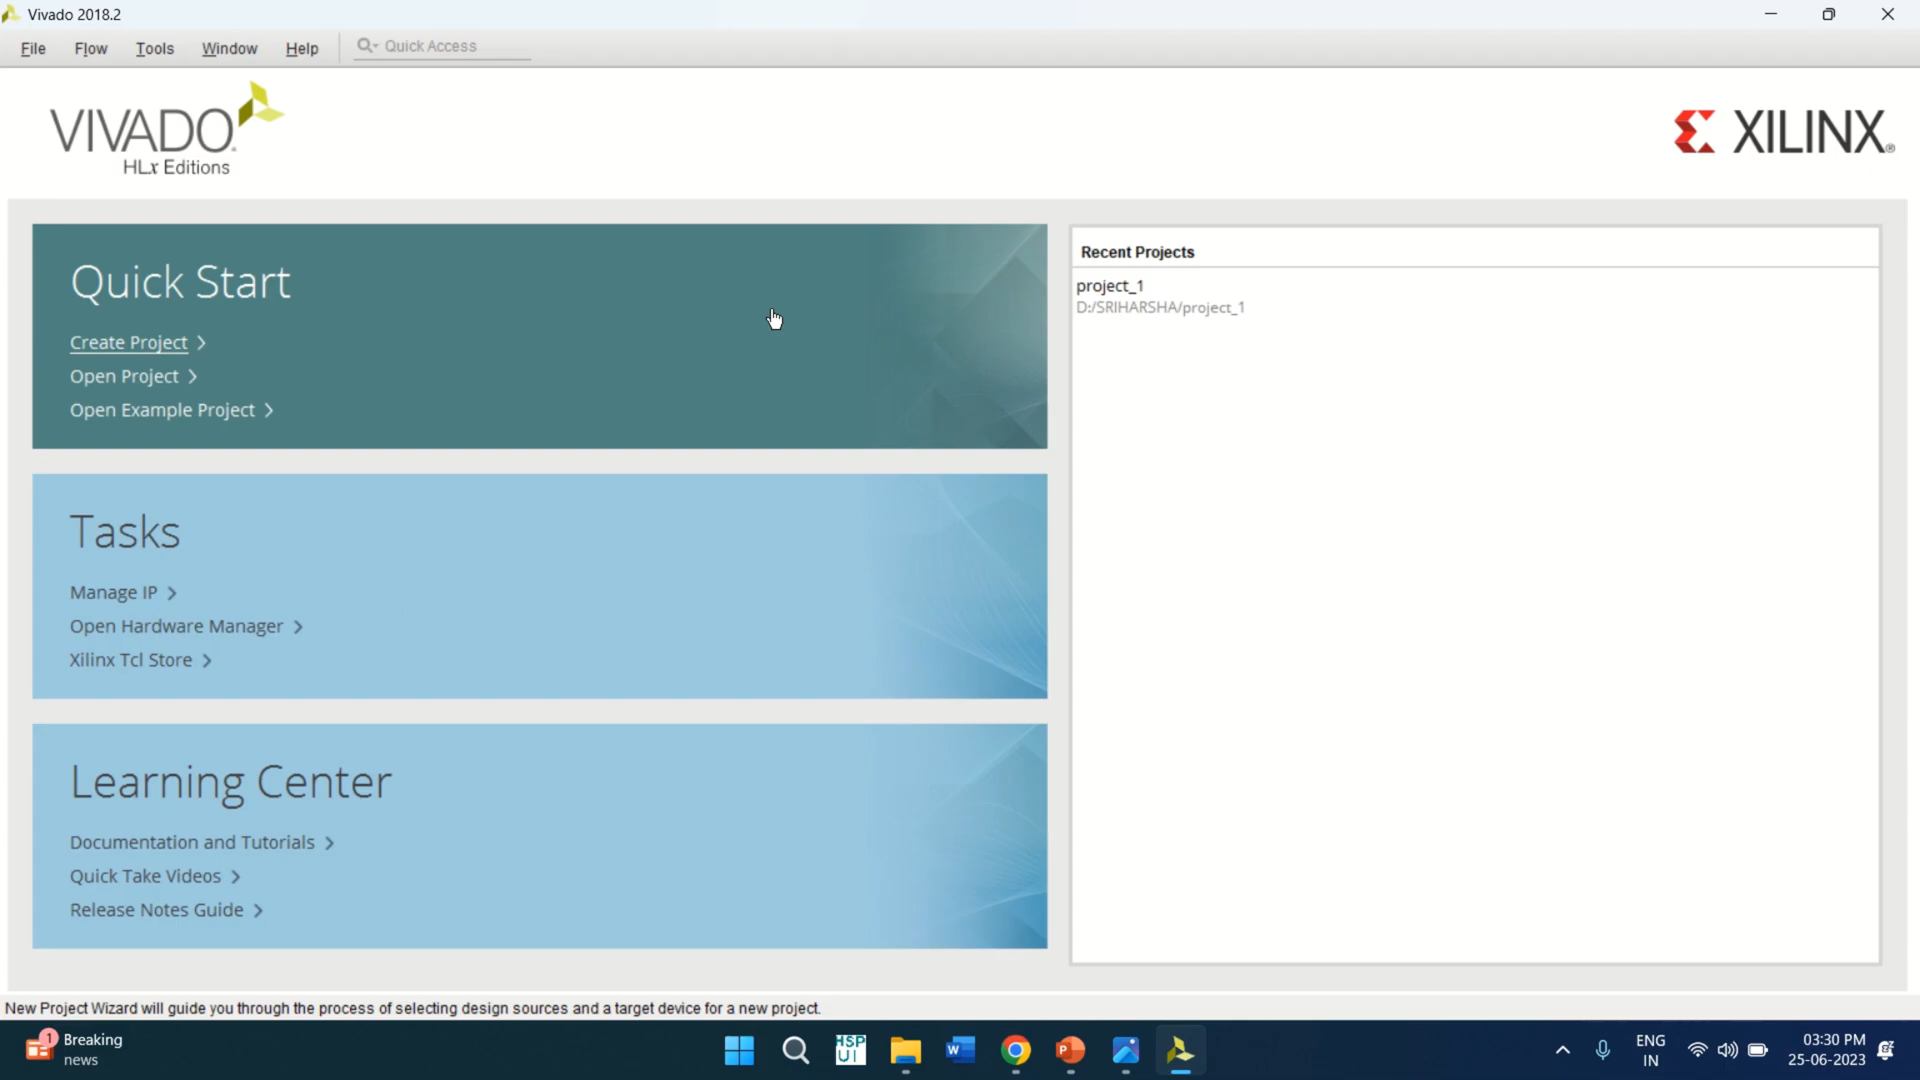 Vivado 2018.2
File Flow Tools Window Help Quick Access
VIVADO.
HLx Editions
XILINX®
Quick Start
Create Project
Open Project
Open Example Project
Recent Projects
project_1
D:/SRIHARSHA/project_1
Tasks
Manage IP
Open Hardware Manager
Xilinx Tcl Store
Learning Center
Documentation and Tutorials
Quick Take Videos
Release Notes Guide
New Project Wizard will guide you through the process of selecting design sources and a target device for a new project.
1
Breaking
news
HSP
UI
W
P
ENG
IN
03:30 PM
25-06-2023